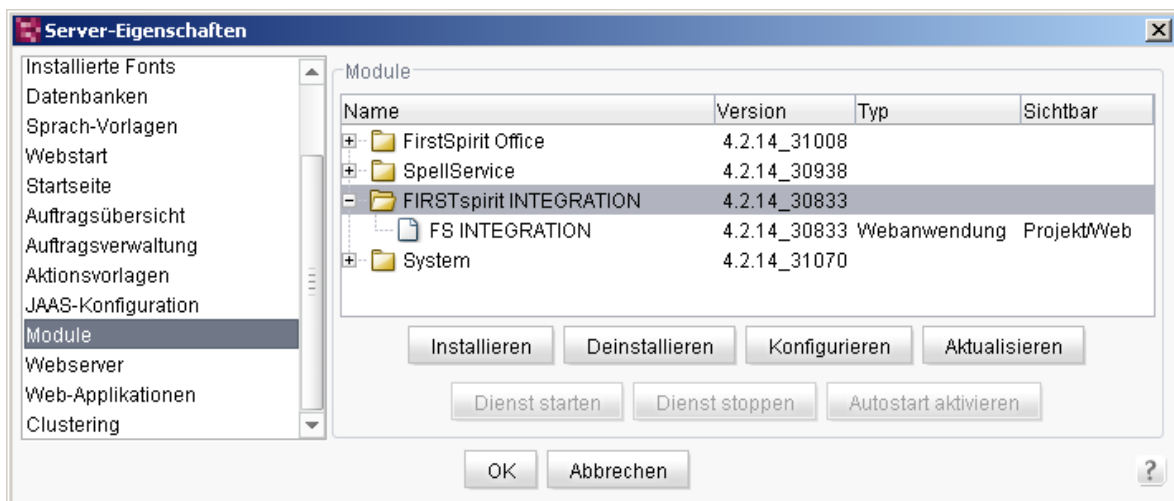 Server-Eigenschaften
Installierte Fonts
Datenbanken
Sprach-Vorlagen
Webstart
Startseite
Auftragsübersicht
Auftragsverwaltung
Aktionsvorlagen
JAAS-Konfiguration
Module
Webserver
Web-Applikationen
Clustering
Module
Name Version Typ Sichtbar
FirstSpirit Office 4.2.14_31008
SpellService 4.2.14_30938
FIRSTspirit INTEGRATION 4.2.14_30833
FS INTEGRATION 4.2.14_30833 Webanwendung Projekt/Web
System 4.2.14_31070
Installieren Deinstallieren Konfigurieren Aktualisieren
Dienst starten Dienst stoppen Autostart aktivieren
OK Abbrechen ?